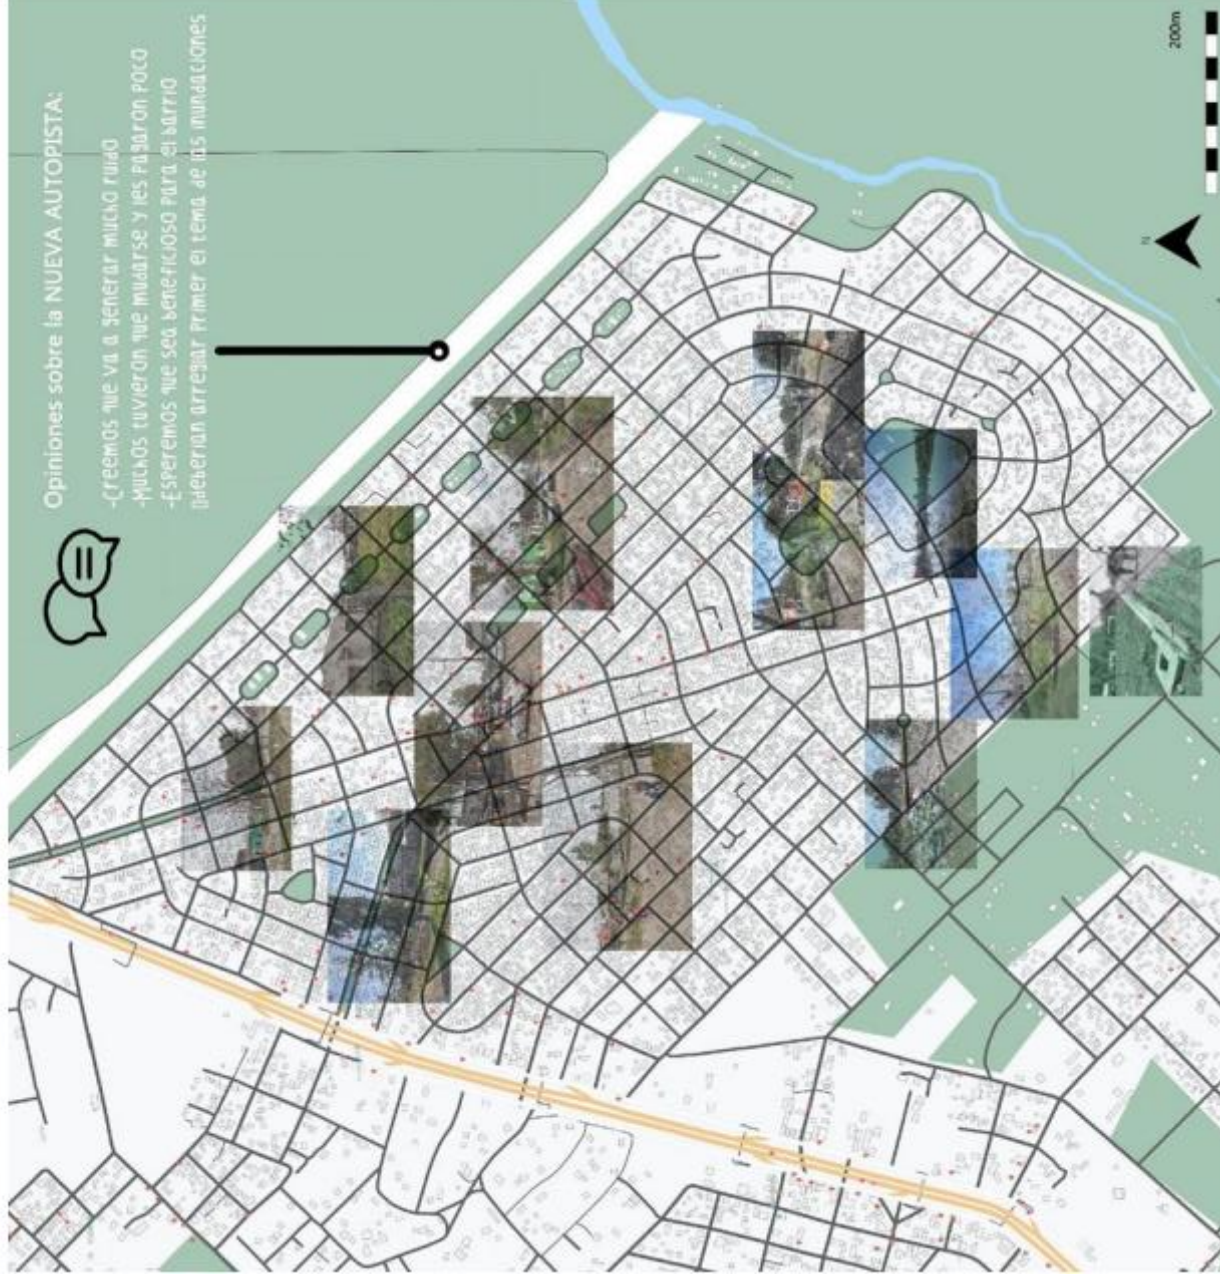 Opiniones sobre la NUEVA AUTOPISTA:
-Creemos que va a generar mucho ruido
-Muchos tuvieron que mudarse y les pagaron poco
-Esperemos que sea beneficioso para el barrio
Deberian arreglar primer el tema de las inundaciones
200m
N